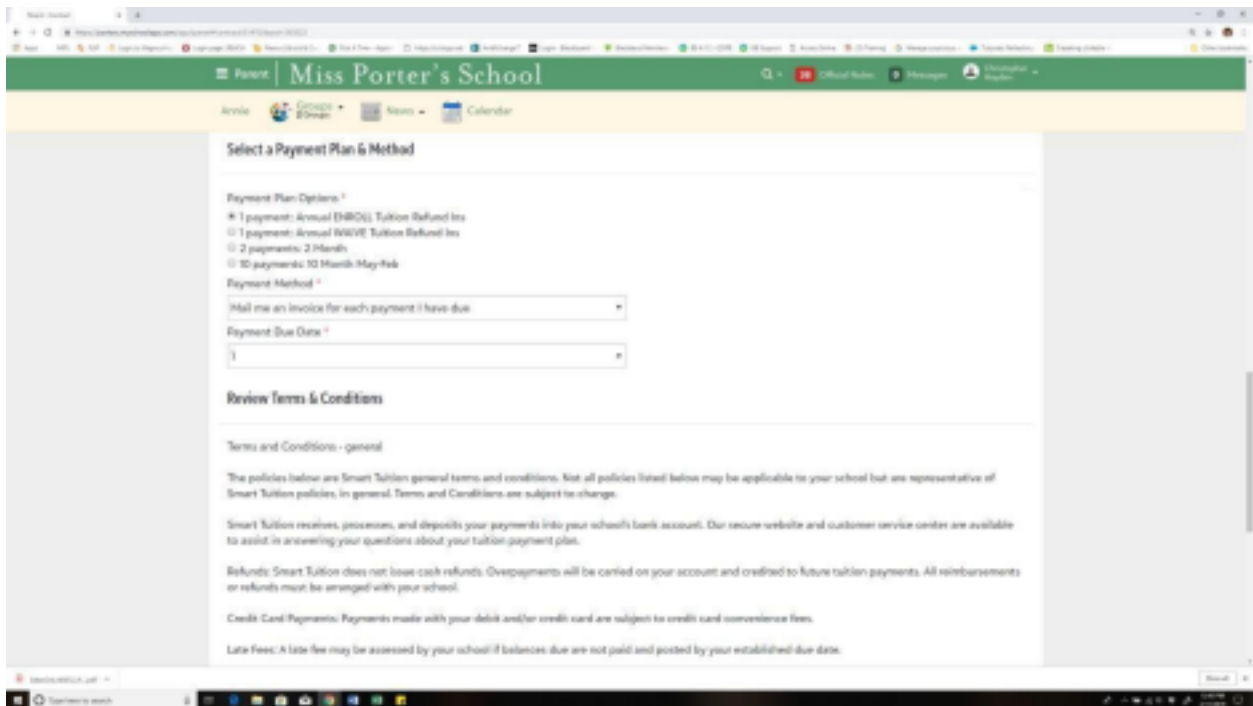 Parent | Miss Porter's School
Official Notes
Messages
Annie
Groups
News
Calendar
Select a Payment Plan & Method
Payment Plan Options *
1 payment: Annual ENROLL Tuition Refund Ins
1 payment: Annual WAIVE Tuition Refund Ins
2 payments: 2 Month
10 payments: 10 Month May-Feb
Payment Method *
Mail me an invoice for each payment I have due
Payment Due Date *
1
Review Terms & Conditions
Terms and Conditions - general
The policies below are Smart Tuition general terms and conditions. Not all policies listed below may be applicable to your school but are representative of
Smart Tuition policies, in general. Terms and Conditions are subject to change.
Smart Tuition receives, processes, and deposits your payments into your school's bank account. Our secure website and customer service center are available
to assist in answering your questions about your tuition payment plan.
Refunds: Smart Tuition does not issue cash refunds. Overpayments will be carried on your account and credited to future tuition payments. All reimbursements
or refunds must be arranged with your school.
Credit Card Payments: Payments made with your debit and/or credit card are subject to credit card convenience fees.
Late Fees: A late fee may be assessed by your school if balances due are not paid and posted by your established due date.
Show all
Type here to search